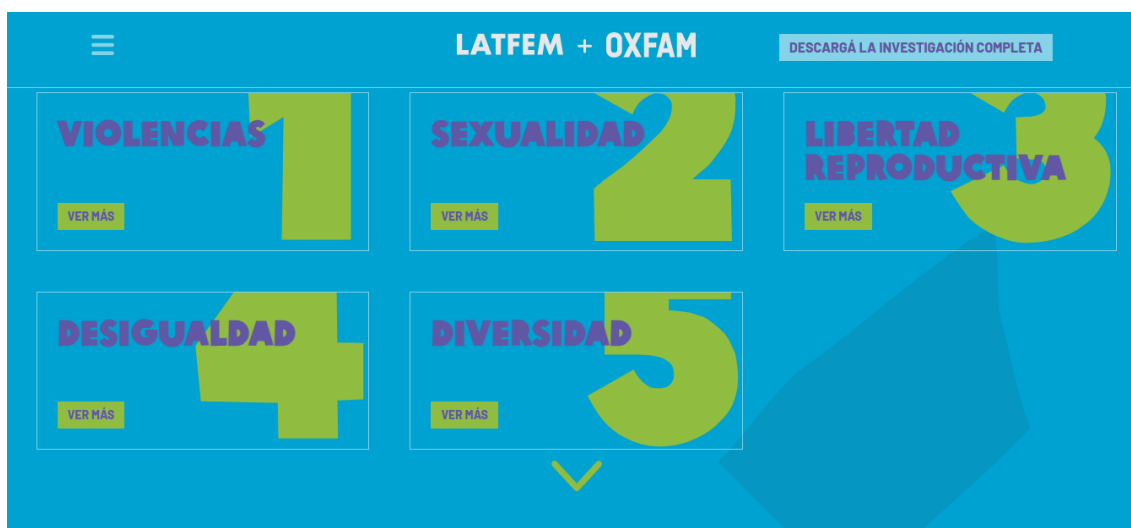 LATFEM + OXFAM
DESCARGÁ LA INVESTIGACIÓN COMPLETA
1
VIOLENCIAS
VER MÁS
2
SEXUALIDAD
VER MÁS
3
LIBERTAD
REPRODUCTIVA
VER MÁS
4
DESIGUALDAD
VER MÁS
5
DIVERSIDAD
VER MÁS